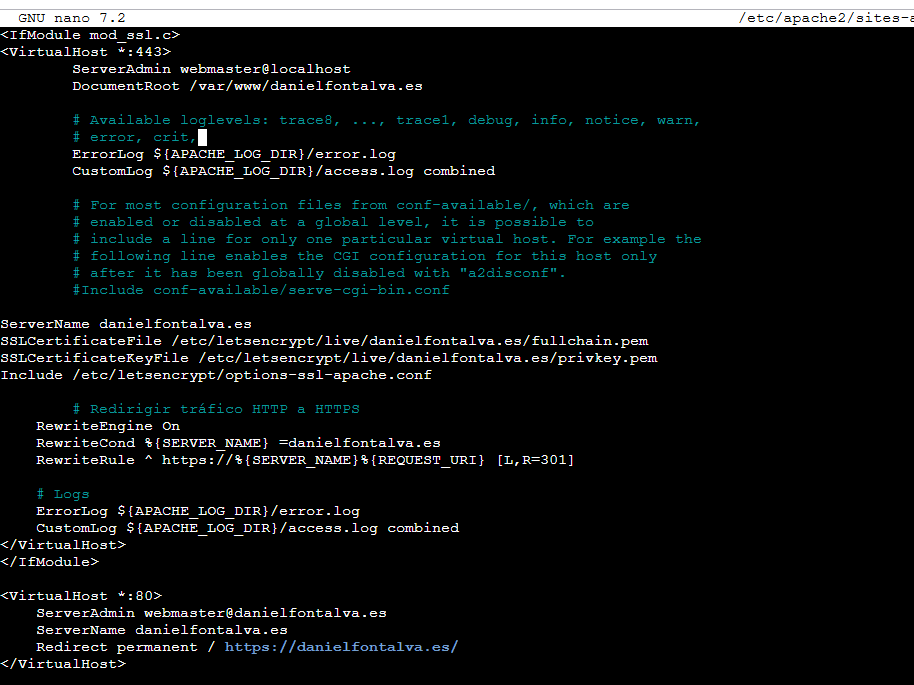 GNU nano 7.2 /etc/apache2/sites-a
<IfModule mod_ssl.c>
<VirtualHost *:443>
ServerAdmin webmaster@localhost
DocumentRoot /var/www/danielfontalva.es
# Available loglevels: trace8, ..., trace1, debug, info, notice, warn,
# error, crit,
ErrorLog ${APACHE_LOG_DIR}/error.log
CustomLog ${APACHE_LOG_DIR}/access.log combined
# For most configuration files from conf-available/, which are
# enabled or disabled at a global level, it is possible to
# include a line for only one particular virtual host. For example the
# following line enables the CGI configuration for this host only
# after it has been globally disabled with "a2disconf".
#Include conf-available/serve-cgi-bin.conf
ServerName danielfontalva.es
SSLCertificateFile /etc/letsencrypt/live/danielfontalva.es/fullchain.pem
SSLCertificateKeyFile /etc/letsencrypt/live/danielfontalva.es/privkey.pem
Include /etc/letsencrypt/options-ssl-apache.conf
# Redirigir tráfico HTTP a HTTPS
RewriteEngine On
RewriteCond %{SERVER_NAME} =danielfontalva.es
RewriteRule ^ https://%{SERVER_NAME}%{REQUEST_URI} [L,R=301]
# Logs
ErrorLog ${APACHE_LOG_DIR}/error.log
CustomLog ${APACHE_LOG_DIR}/access.log combined
</VirtualHost>
</IfModule>
<VirtualHost *:80>
ServerAdmin webmaster@danielfontalva.es
ServerName danielfontalva.es
Redirect permanent / https://danielfontalva.es/
</VirtualHost>